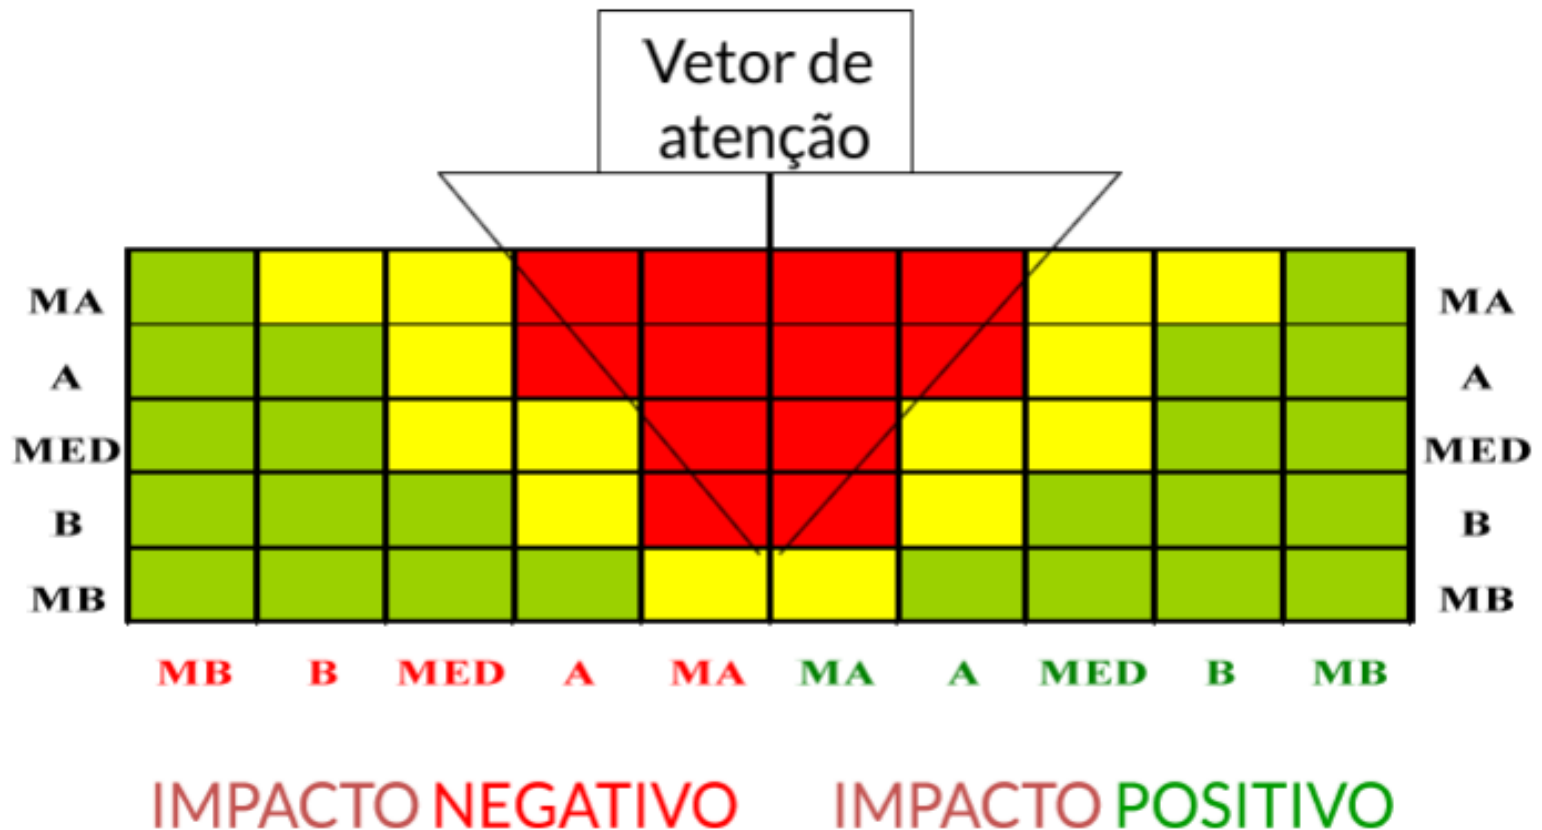 Vetor de
atenção
MA MA
A A
MED MED
B B
MB MB
MB B MED A MA MA A MED B MB
IMPACTO NEGATIVO IMPACTO POSITIVO